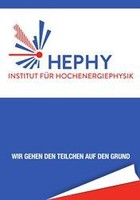 HEPHY
INSTITUT FÜR HOCHENERGIEPHYSIK
WIR GEHEN DEN TEILCHEN AUF DEN GRUND